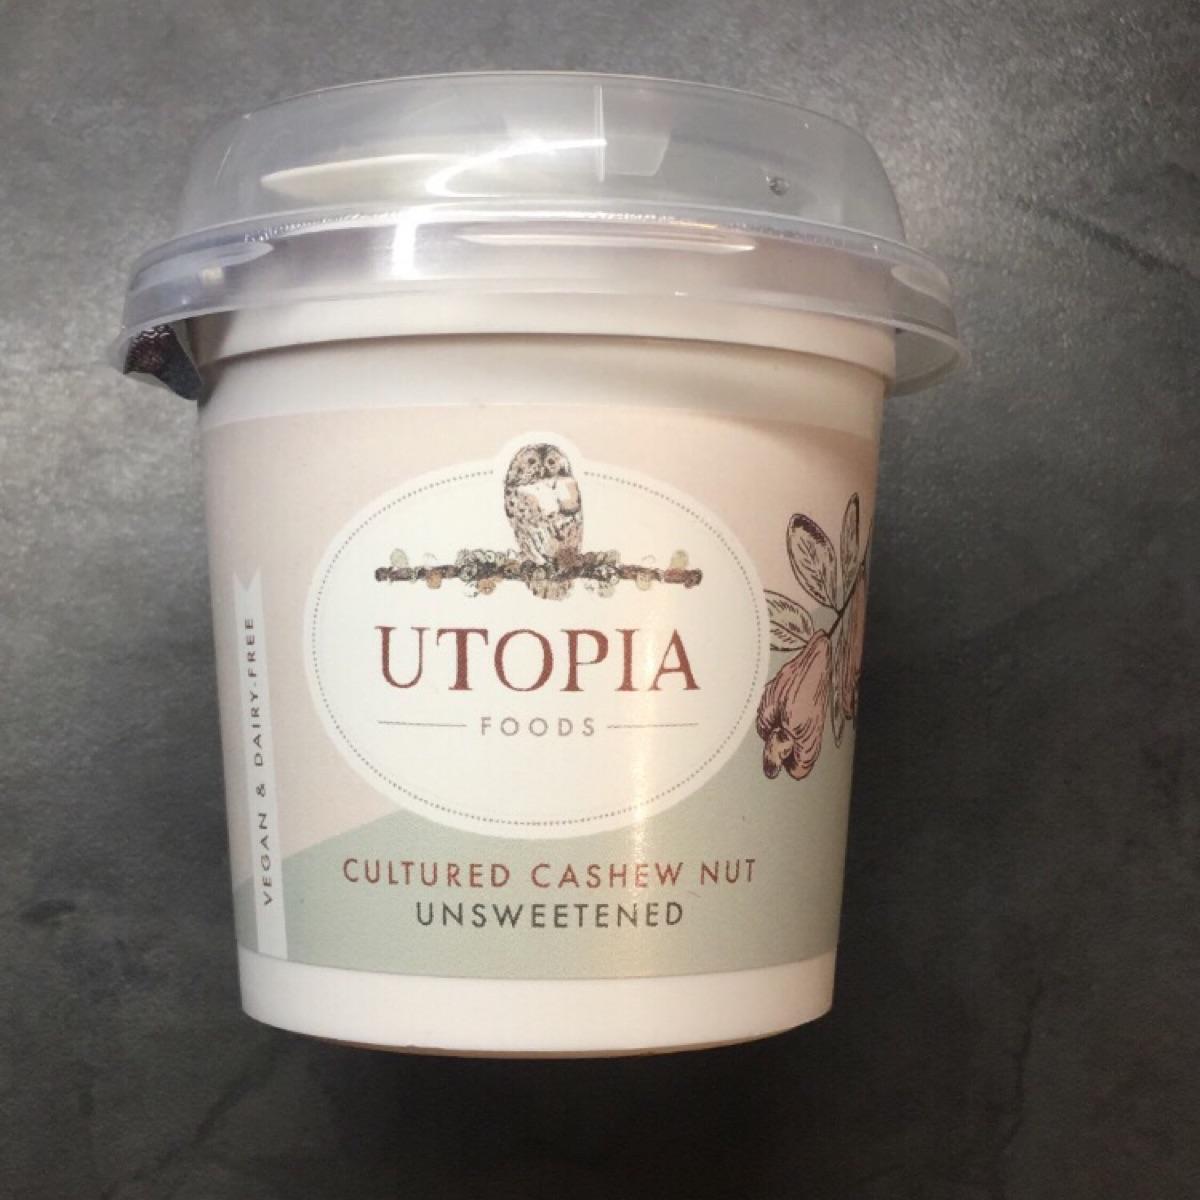 UTOPIA
FOODS
CULTURED CASHEW NUT
UNSWEETENED
VEGAN & DAIRY-FREE